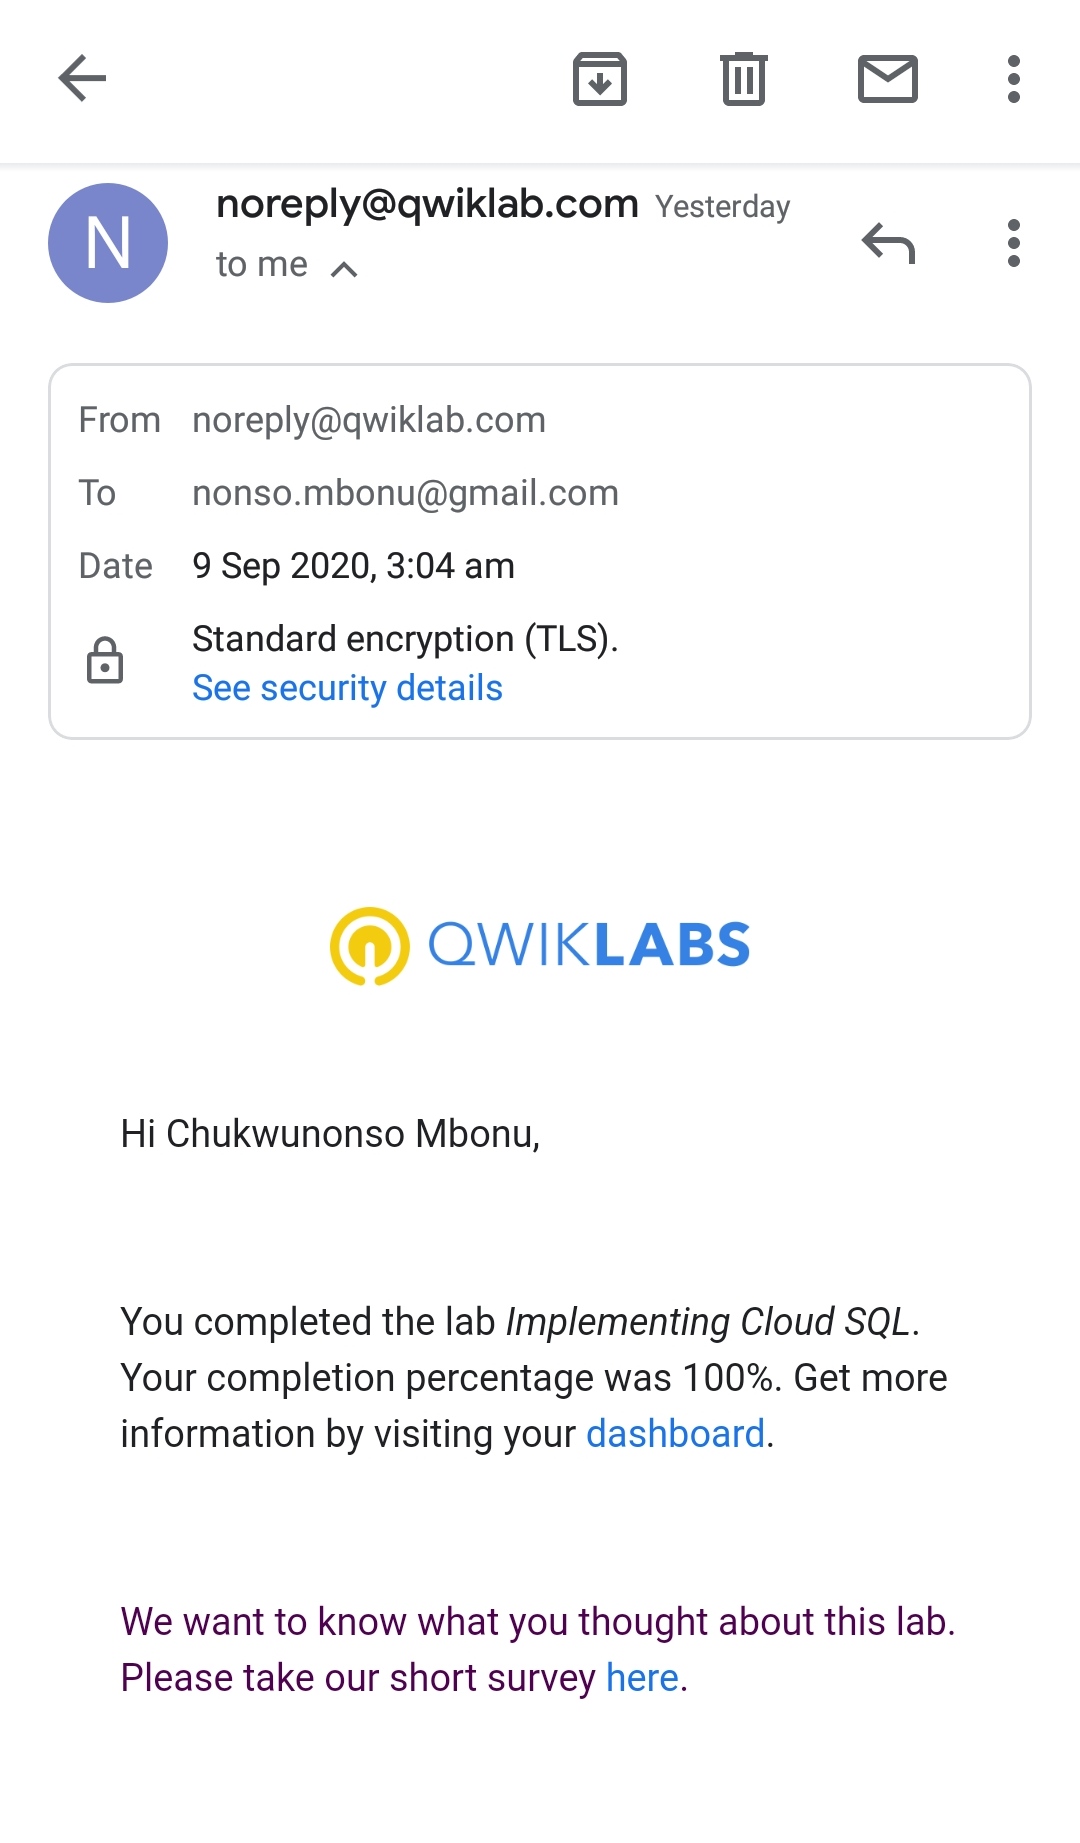 N
noreply@qwiklab.com Yesterday
to me
From noreply@qwiklab.com
To nonso.mbonu@gmail.com
Date 9 Sep 2020, 3:04 am
Standard encryption (TLS).
See security details
QWIKLABS
Hi Chukwunonso Mbonu,
You completed the lab Implementing Cloud SQL.
Your completion percentage was 100%. Get more
information by visiting your dashboard.
We want to know what you thought about this lab.
Please take our short survey here.